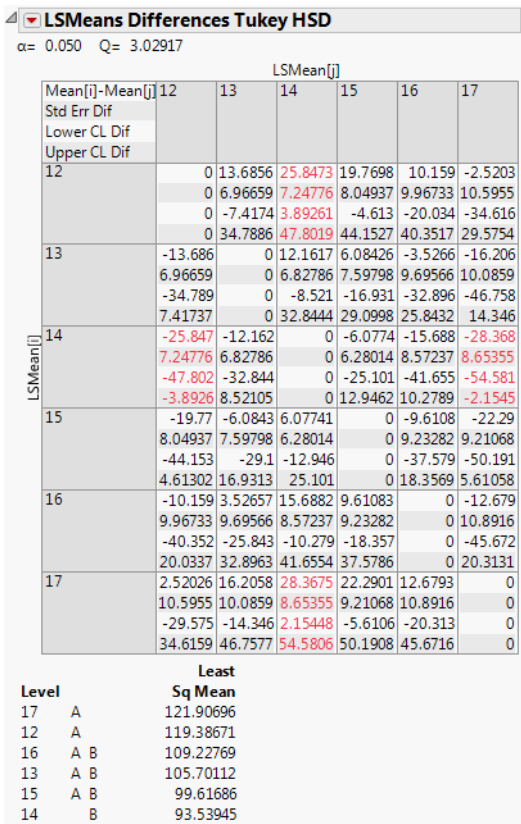 LSMeans Differences Tukey HSD
α= 0.050 Q= 3.02917
LSMean[j]
Mean[i]-Mean[j] 12 13 14 15 16 17
Std Err Dif
Lower CL Dif
Upper CL Dif
LSMean[i]
12 0 13.6856 25.8473 19.7698 10.159 -2.5203
0 6.96659 7.24776 8.04937 9.96733 10.5955
0 -7.4174 3.89261 -4.613 -20.034 -34.616
0 34.7886 47.8019 44.1527 40.3517 29.5754
13 -13.686 0 12.1617 6.08426 -3.5266 -16.206
6.96659 0 6.82786 7.59798 9.69566 10.0859
-34.789 0 -8.521 -16.931 -32.896 -46.758
7.41737 0 32.8444 29.0998 25.8432 14.346
14 -25.847 -12.162 0 -6.0774 -15.688 -28.368
7.24776 6.82786 0 6.28014 8.57237 8.65355
-47.802 -32.844 0 -25.101 -41.655 -54.581
-3.8926 8.52105 0 12.9462 10.2789 -2.1545
15 -19.77 -6.0843 6.07741 0 -9.6108 -22.29
8.04937 7.59798 6.28014 0 9.23282 9.21068
-44.153 -29.1 -12.946 0 -37.579 -50.191
4.61302 16.9313 25.101 0 18.3569 5.61058
16 -10.159 3.52657 15.6882 9.61083 0 -12.679
9.96733 9.69566 8.57237 9.23282 0 10.8916
-40.352 -25.843 -10.279 -18.357 0 -45.672
20.0337 32.8963 41.6554 37.5786 0 20.3131
17 2.52026 16.2058 28.3675 22.2901 12.6793 0
10.5955 10.0859 8.65355 9.21068 10.8916 0
-29.575 -14.346 2.15448 -5.6106 -20.313 0
34.6159 46.7577 54.5806 50.1908 45.6716 0
Least
Level Sq Mean
17 A 121.90696
12 A 119.38671
16 A B 109.22769
13 A B 105.70112
15 A B 99.61686
14 B 93.53945